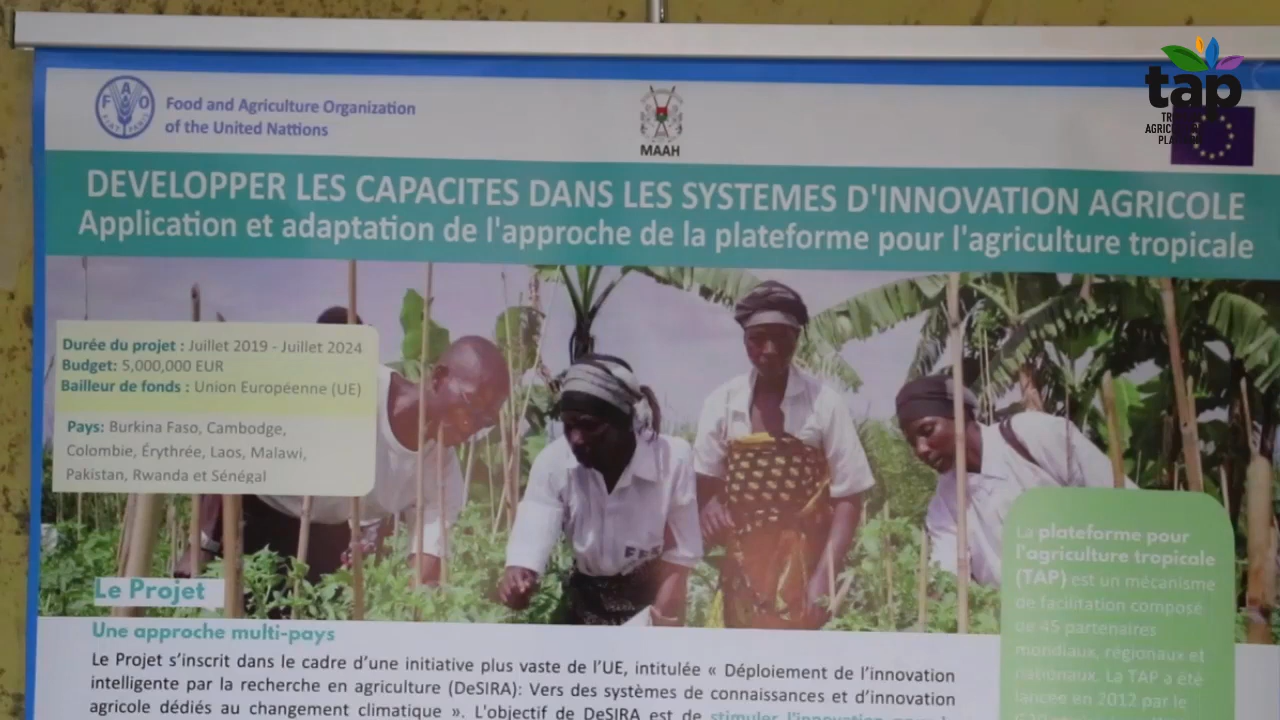 Food and Agriculture Organization
of the United Nations
F A O
FIAT PANIS
MAAH
tap
DEVELOPPER LES CAPACITES DANS LES SYSTEMES D'INNOVATION AGRICOLE
Application et adaptation de l'approche de la plateforme pour l'agriculture tropicale
Durée du projet : Juillet 2019 - Juillet 2024
Budget: 5,000,000 EUR
Bailleur de fonds : Union Européenne (UE)
Pays: Burkina Faso, Cambodge,
Colombie, Érythrée, Laos, Malawi,
Pakistan, Rwanda et Sénégal
Le Projet
Une approche multi-pays
Le Projet s'inscrit dans le cadre d'une initiative plus vaste de l'UE, intitulée « Déploiement de l'innovation
intelligente par la recherche en agriculture (DeSIRA): Vers des systèmes de connaissances et d'innovation
agricole dédiés au changement climatique ». L'objectif de DeSIRA est de stimuler l'innovation
La plateforme pour
l'agriculture tropicale
(TAP) est un mécanisme
de facilitation composé
de 45 partenaires
mondiaux, régionaux et
nationaux. La TAP a été
lancée en 2012 par le